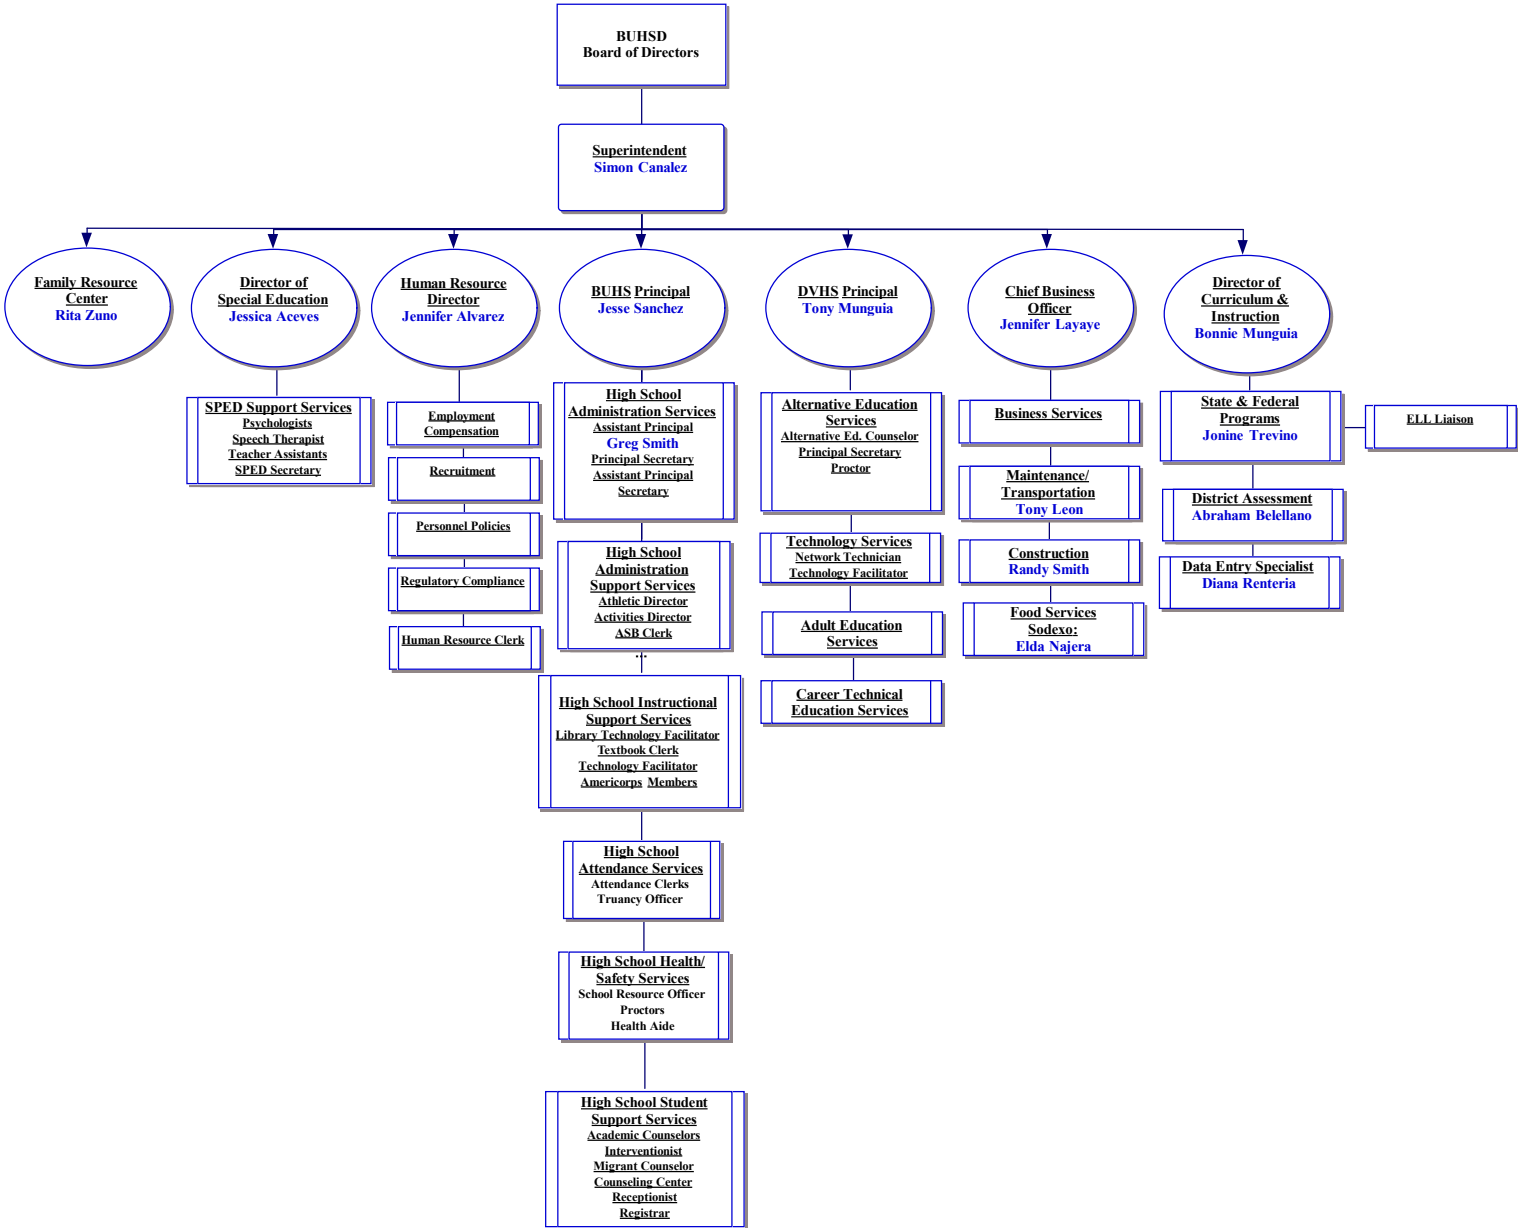 BUHSD
Board of Directors
Superintendent
Simon Canalez
Family Resource
Center
Rita Zuno
Director of
Special Education
Jessica Aceves
SPED Support Services
Psychologists
Speech Therapist
Teacher Assistants
SPED Secretary
Human Resource
Director
Jennifer Alvarez
Employment
Compensation
Recruitment
Personnel Policies
Regulatory Compliance
Human Resource Clerk
BUHS Principal
Jesse Sanchez
High School
Administration Services
Assistant Principal
Greg Smith
Principal Secretary
Assistant Principal
Secretary
High School
Administration
Support Services
Athletic Director
Activities Director
ASB Clerk
...
High School Instructional
Support Services
Library Technology Facilitator
Textbook Clerk
Technology Facilitator
Americorps Members
High School
Attendance Services
Attendance Clerks
Truancy Officer
High School Health/
Safety Services
School Resource Officer
Proctors
Health Aide
High School Student
Support Services
Academic Counselors
Interventionist
Migrant Counselor
Counseling Center
Receptionist
Registrar
DVHS Principal
Tony Munguia
Alternative Education
Services
Alternative Ed. Counselor
Principal Secretary
Proctor
Technology Services
Network Technician
Technology Facilitator
Adult Education
Services
Career Technical
Education Services
Chief Business
Officer
Jennifer Layaye
Business Services
Maintenance/
Transportation
Tony Leon
Construction
Randy Smith
Food Services
Sodexo:
Elda Najera
Director of
Curriculum &
Instruction
Bonnie Munguia
State & Federal
Programs
Jonine Trevino
ELL Liaison
District Assessment
Abraham Belellano
Data Entry Specialist
Diana Renteria